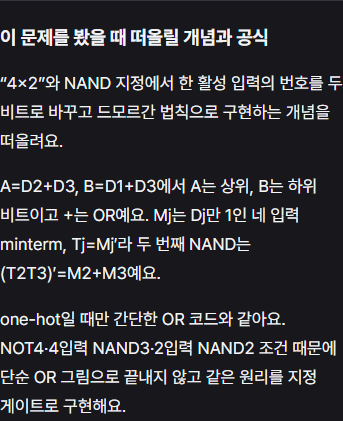 이 문제를 봤을 때 떠올릴 개념과 공식
“4×2”와 NAND 지정에서 한 활성 입력의 번호를 두
비트로 바꾸고 드모르간 법칙으로 구현하는 개념을
떠올려요.
A=D2+D3, B=D1+D3에서 A는 상위, B는 하위
비트이고 +는 OR예요. Mj는 Dj만 1인 네 입력
minterm, Tj=Mj′라 두 번째 NAND는
(T2T3)′=M2+M3예요.
one-hot일 때만 간단한 OR 코드와 같아요.
NOT4·4입력 NAND3·2입력 NAND2 조건 때문에
단순 OR 그림으로 끝내지 않고 같은 원리를 지정
게이트로 구현해요.